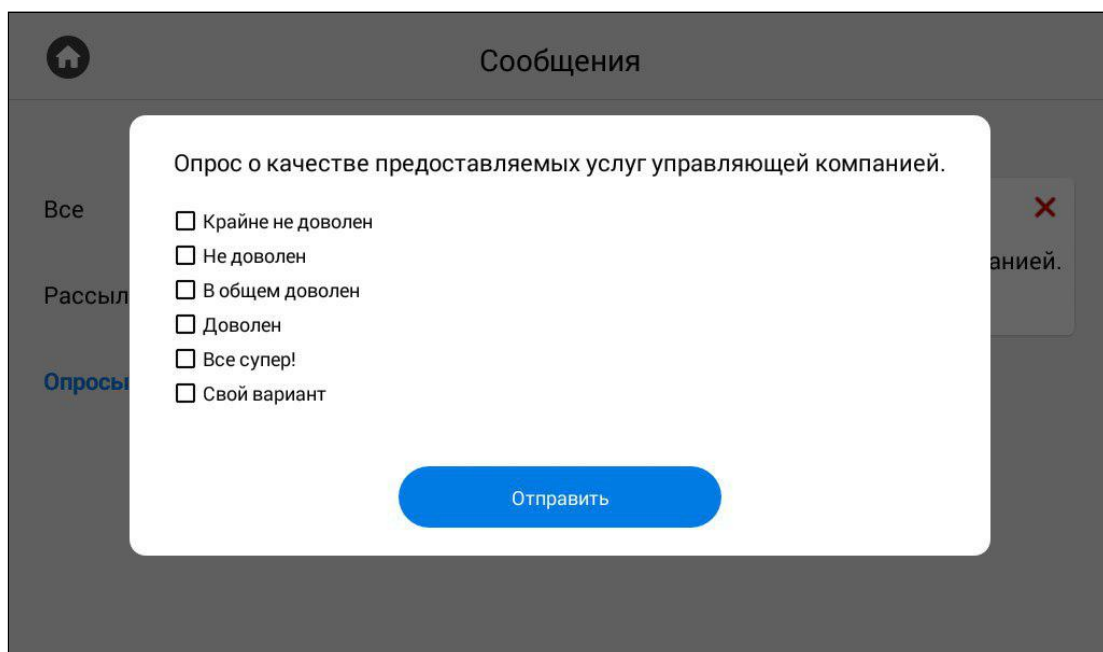 Сообщения
Опрос о качестве предоставляемых услуг управляющей компанией.
Все
Крайне не доволен
Не доволен
анией.
В общем доволен
Рассыл
Доволен
Все супер!
Опросы
Свой вариант
Отправить